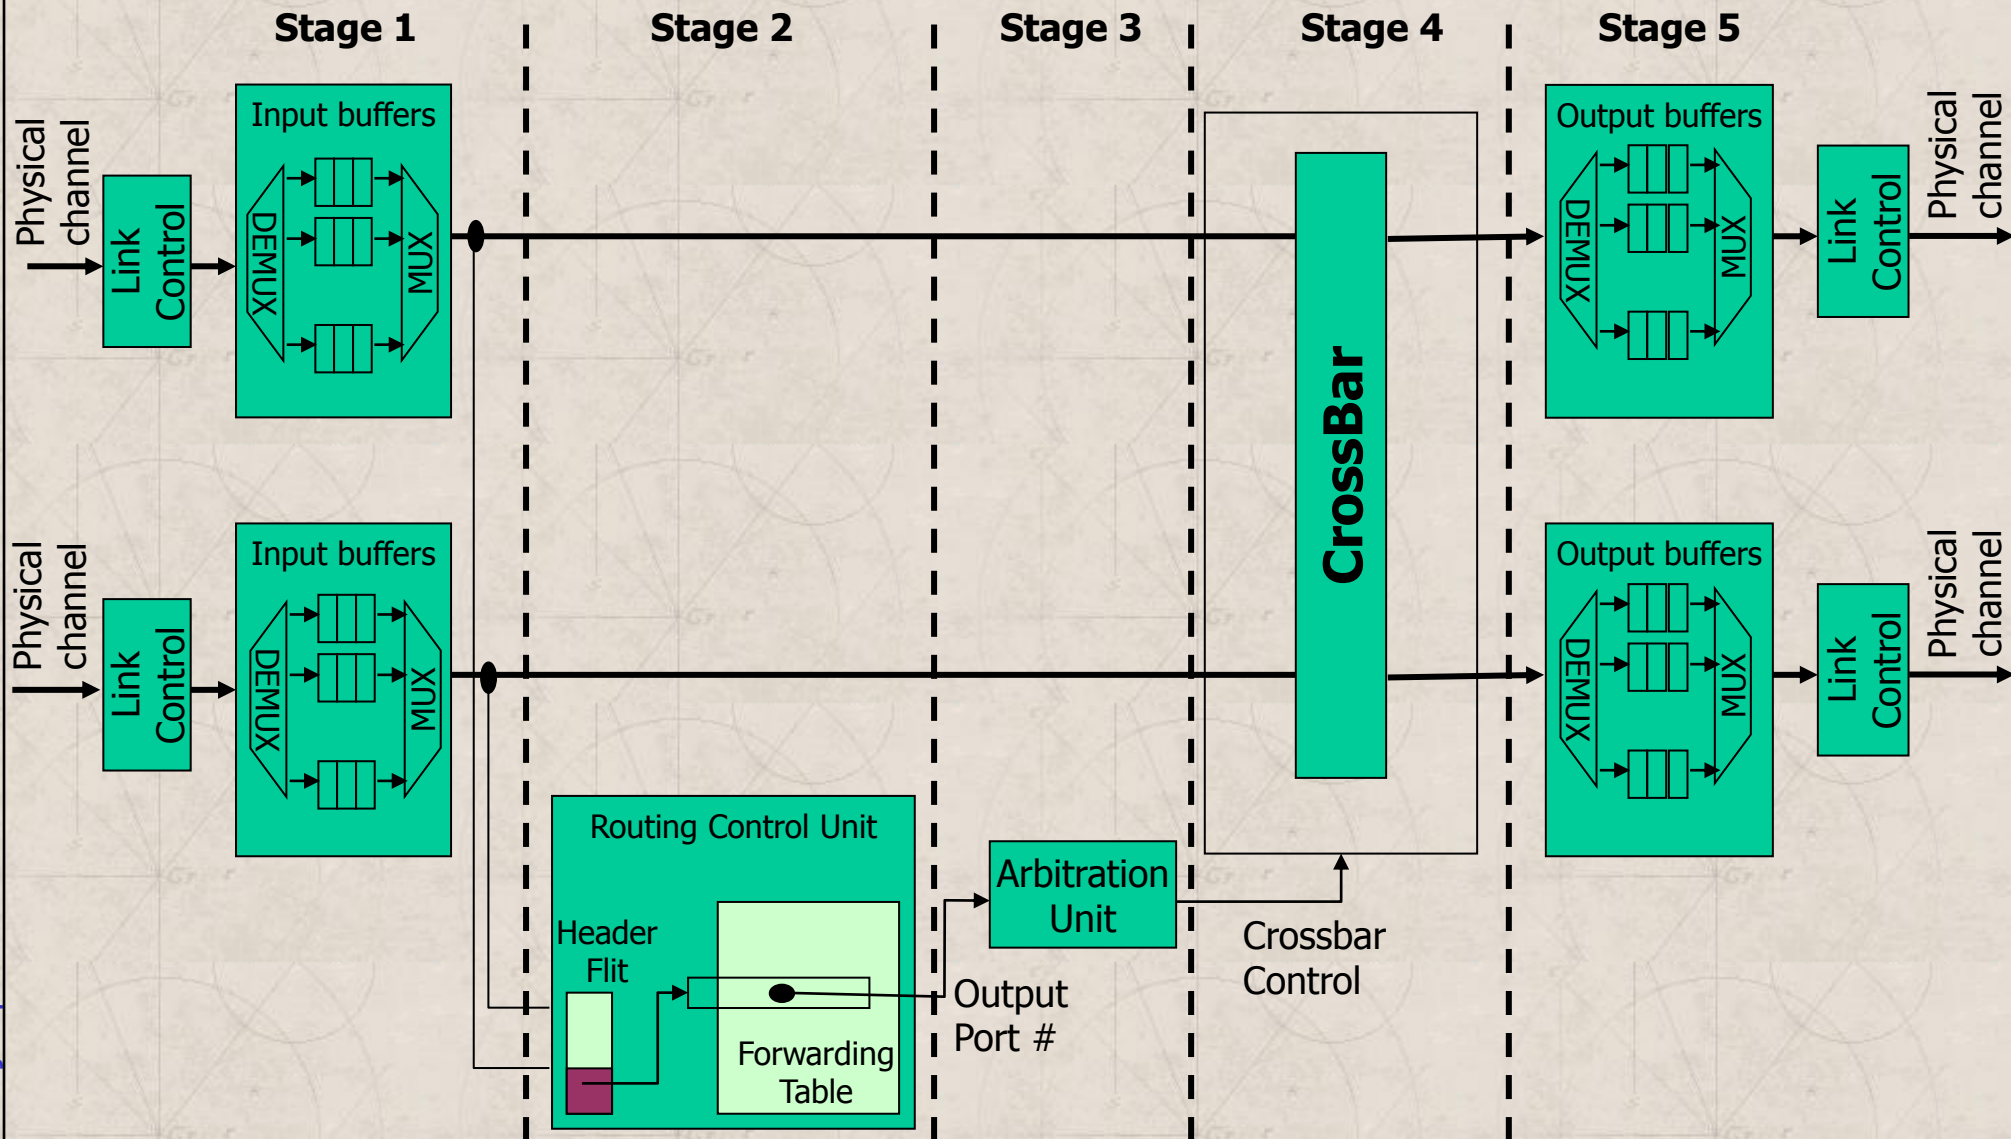 Stage 1
Stage 2
Stage 3
Stage 4
Stage 5
Physical
channel
Link
Control
Input buffers
DEMUX
MUX
CrossBar
Output buffers
DEMUX
MUX
Link
Control
Physical
channel
Physical
channel
Link
Control
Input buffers
DEMUX
MUX
Output buffers
DEMUX
MUX
Link
Control
Physical
channel
Routing Control Unit
Header
Flit
Forwarding
Table
Output
Port #
Arbitration
Unit
Crossbar
Control